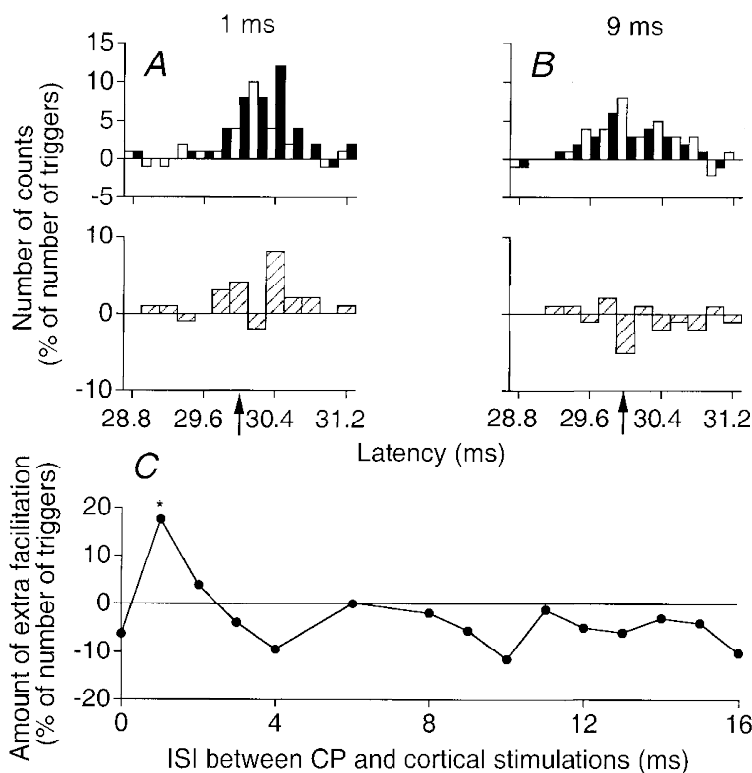 1 ms
9 ms
A
B
Number of counts
(% of number of triggers)
15
10
5
0
-5
10
0
-10
28.8 29.6 30.4 31.2
28.8 29.6 30.4 31.2
Latency (ms)
C
Amount of extra facilitation
(% of number of triggers)
20
10
0
-10
-20
*
0 4 8 12 16
ISI between CP and cortical stimulations (ms)